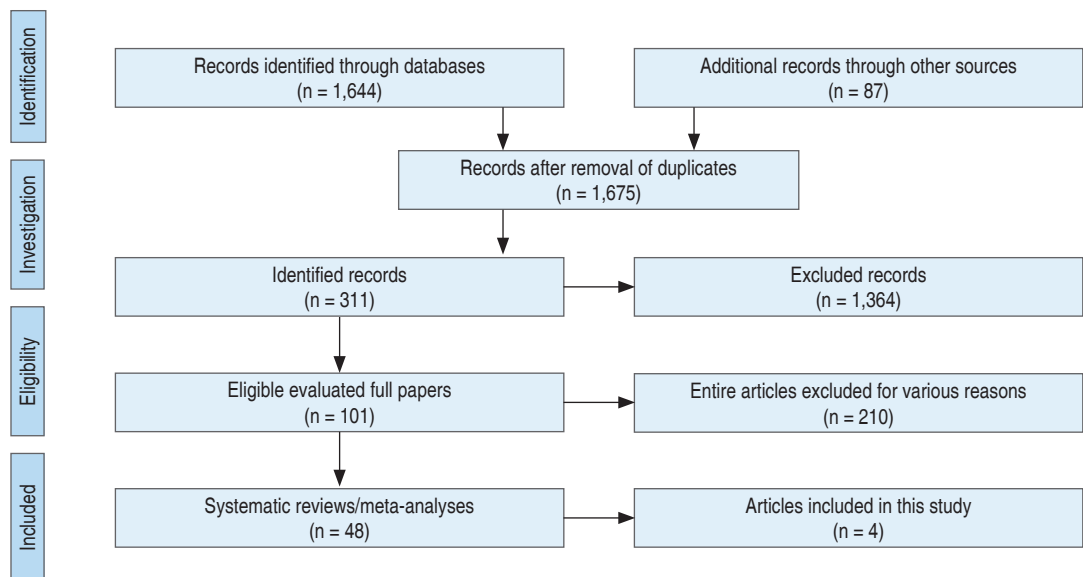 Identification
Records identified through databases
(n = 1,644)
Additional records through other sources
(n = 87)
Records after removal of duplicates
(n = 1,675)
Investigation
Identified records
(n = 311)
Excluded records
(n = 1,364)
Eligibility
Eligible evaluated full papers
(n = 101)
Entire articles excluded for various reasons
(n = 210)
Included
Systematic reviews/meta-analyses
(n = 48)
Articles included in this study
(n = 4)